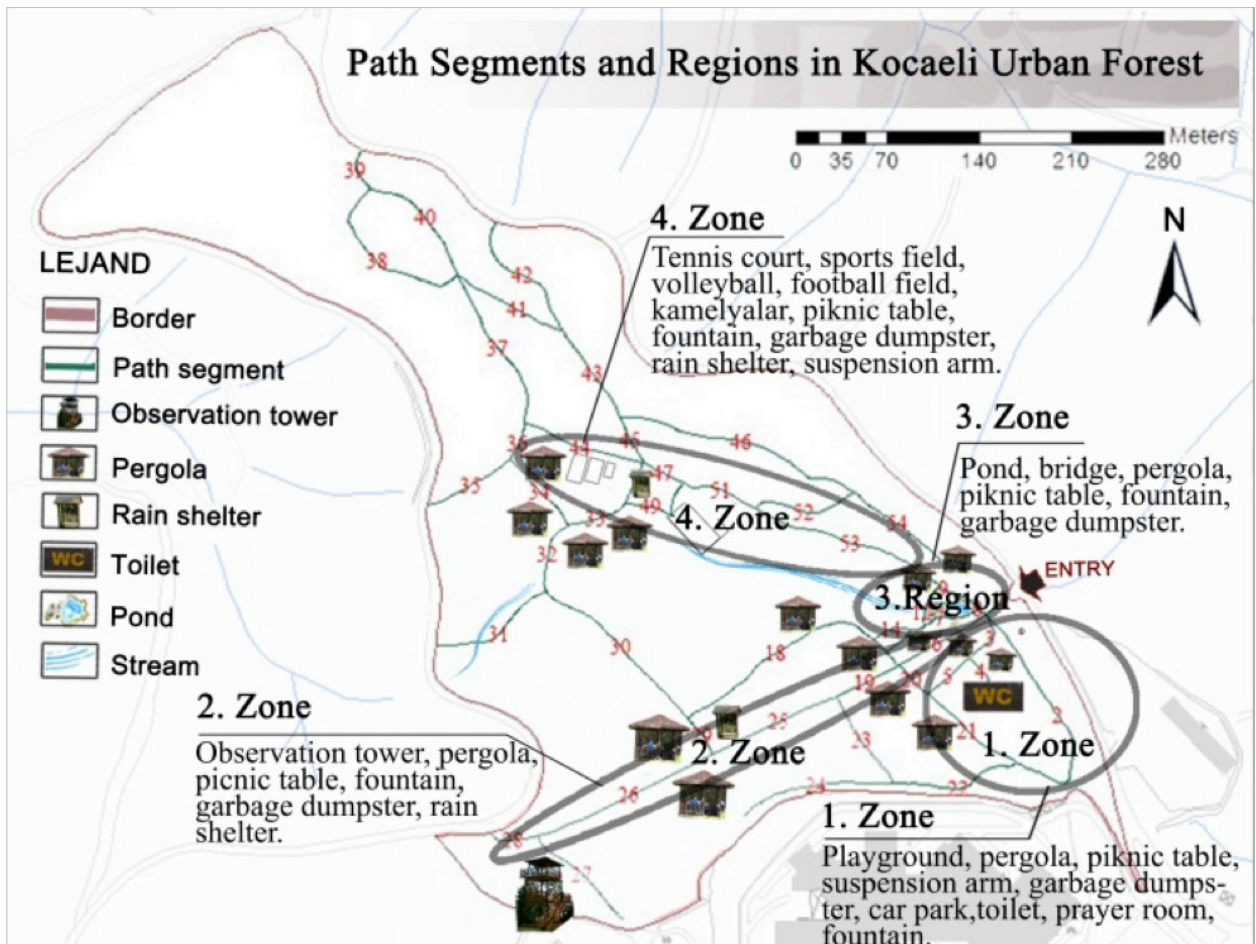 Path Segments and Regions in Kocaeli Urban Forest
Meters
0 35 70 140 210 280
N
4. Zone
Tennis court, sports field,
volleyball, football field,
kamelyalar, piknic table,
fountain, garbage dumpster,
rain shelter, suspension arm.
LEJAND
Border
Path segment
Observation tower
Pergola
Rain shelter
WC
Toilet
Pond
Stream
3. Zone
Pond, bridge, pergola,
piknic table, fountain,
garbage dumpster.
ENTRY
39
40
38
42
41
37
43
36
44
45
46
35
34
47
51
49
4. Zone
52
54
33
53
32
3.Region
31
30
14
6
3
18
5
4
19
WC
2
25
23
21
1. Zone
2. Zone
26
24
22
28
27
2. Zone
Observation tower, pergola,
picnic table, fountain,
garbage dumpster, rain
shelter.
1. Zone
Playground, pergola, piknic table,
suspension arm, garbage dumps-
ter, car park,toilet, prayer room,
fountain.